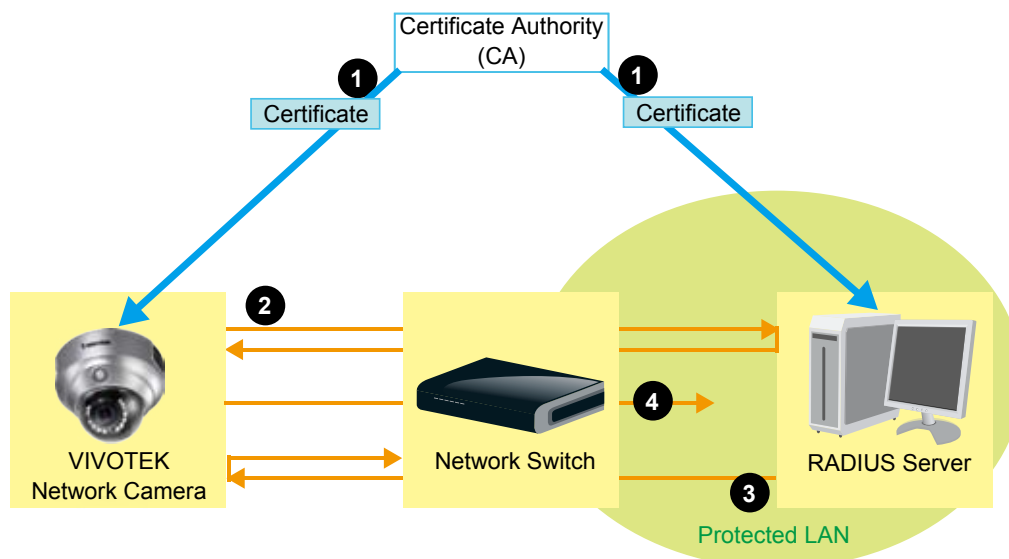 Certificate Authority
(CA)
1
1
Certificate
Certificate
2
4
VIVOTEK
Network Camera
Network Switch
RADIUS Server
3
Protected LAN